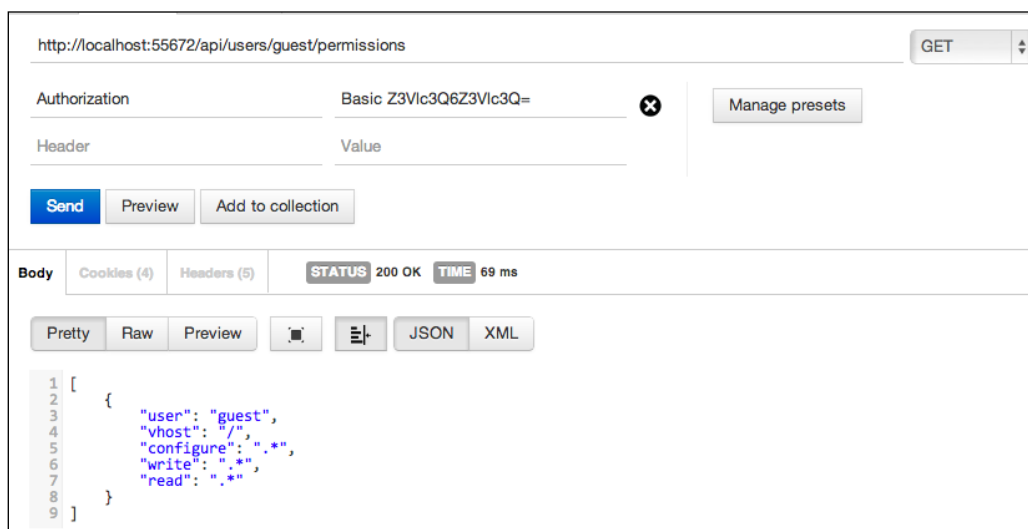 http://localhost:55672/api/users/guest/permissions GET
Authorization Basic Z3Vlc3Q6Z3Vlc3Q= Manage presets
Header Value
Send Preview Add to collection
Body Cookies (4) Headers (5) STATUS 200 OK TIME 69 ms
Pretty Raw Preview JSON XML
1 [
2 {
3 "user": "guest",
4 "vhost": "/",
5 "configure": ".*",
6 "write": ".*",
7 "read": ".*"
8 }
9 ]